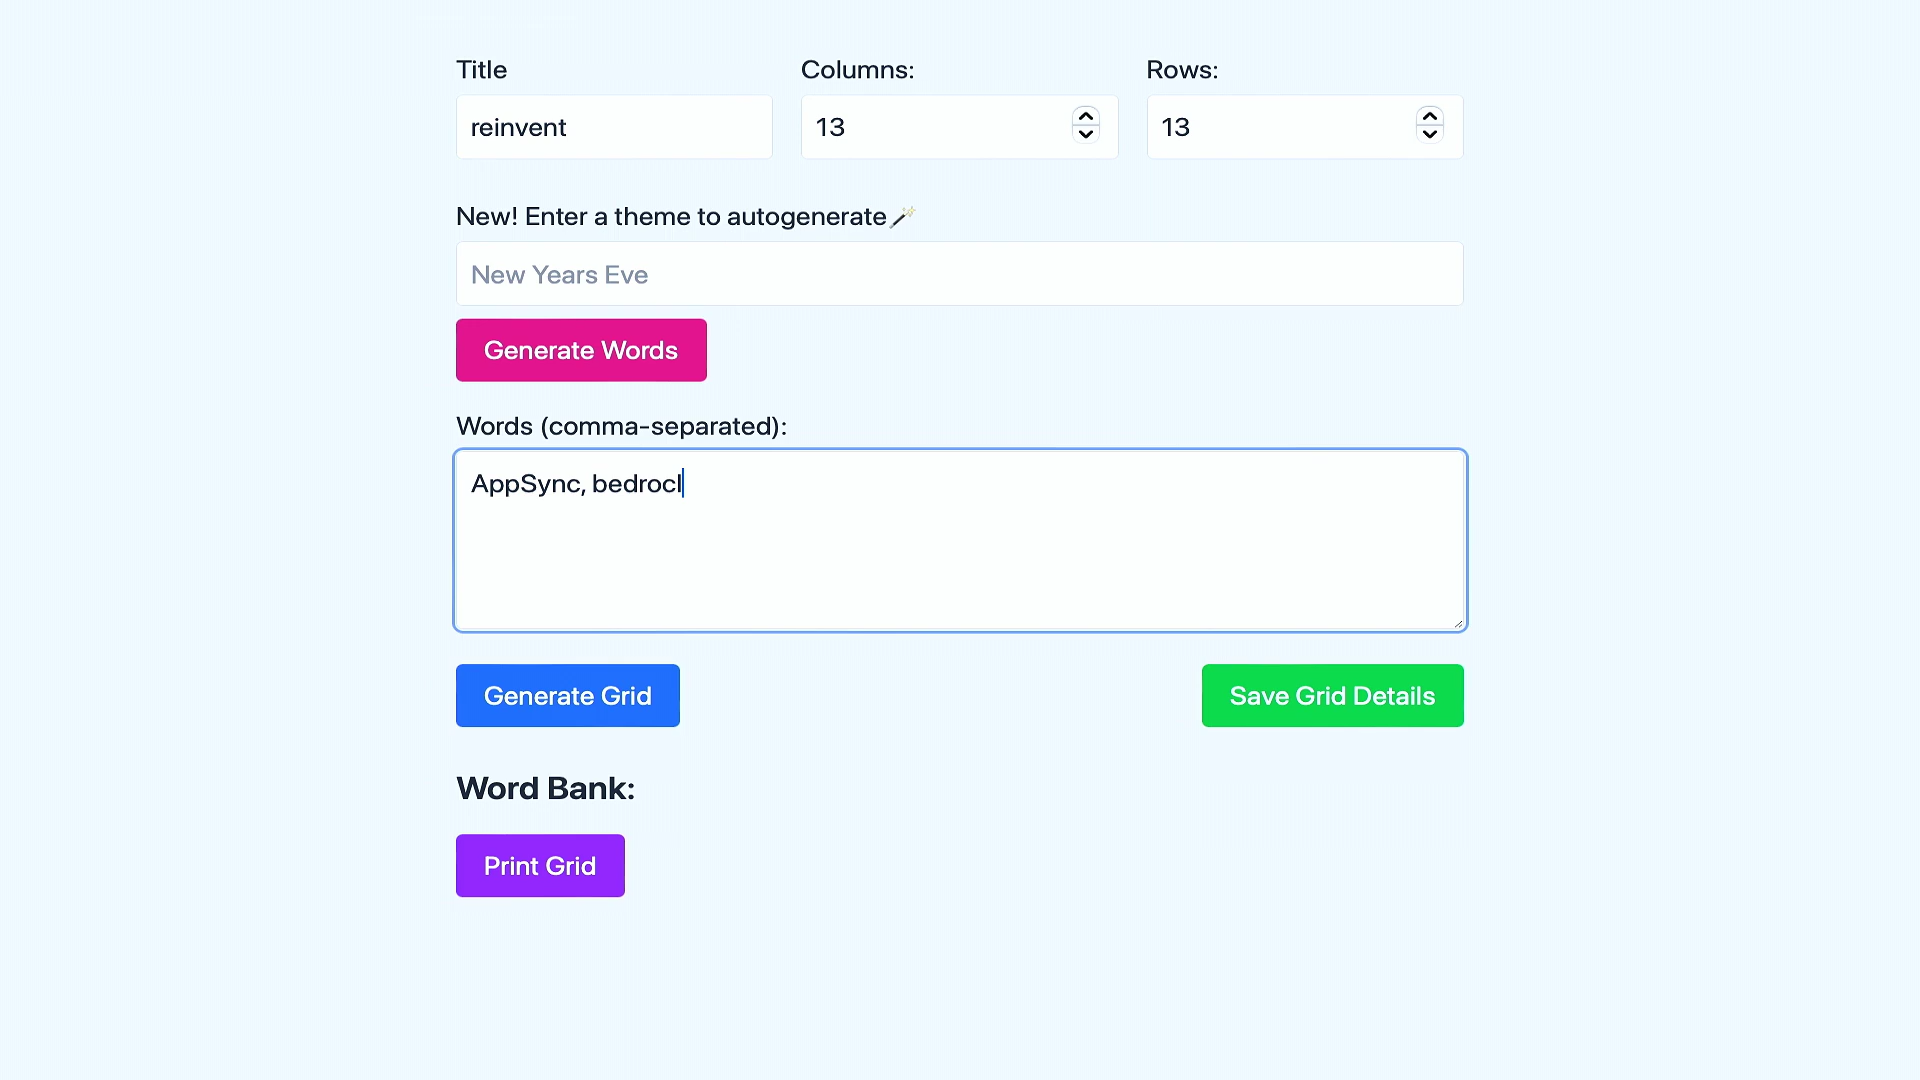 Title
Columns:
Rows:
reinvent
13
13
New! Enter a theme to autogenerate
New Years Eve
Generate Words
Words (comma-separated):
AppSync, bedrocl
Generate Grid
Save Grid Details
Word Bank:
Print Grid